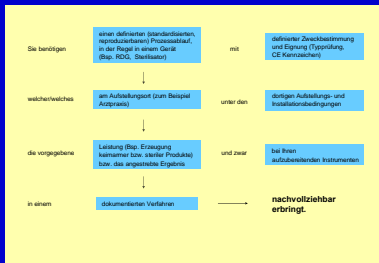 Sie benötigen
einen definierten (standardisierten,
reproduzierbaren) Prozessablauf,
in der Regel in einem Gerät
(Bsp. RDG, Sterilisator)
mit
definierter Zweckbestimmung
und Eignung (Typprüfung,
CE Kennzeichen)
welcher/welches
am Aufstellungsort (zum Beispiel
Arztpraxis)
unter den
dortigen Aufstellungs- und
Installationsbedingungen
die vorgegebene
Leistung (Bsp. Erzeugung
keimarmer bzw. steriler Produkte)
bzw. das angestrebte Ergebnis
und zwar
bei Ihren
aufzubereitenden Instrumenten
in einem
dokumentierten Verfahren
nachvollziehbar
erbringt.